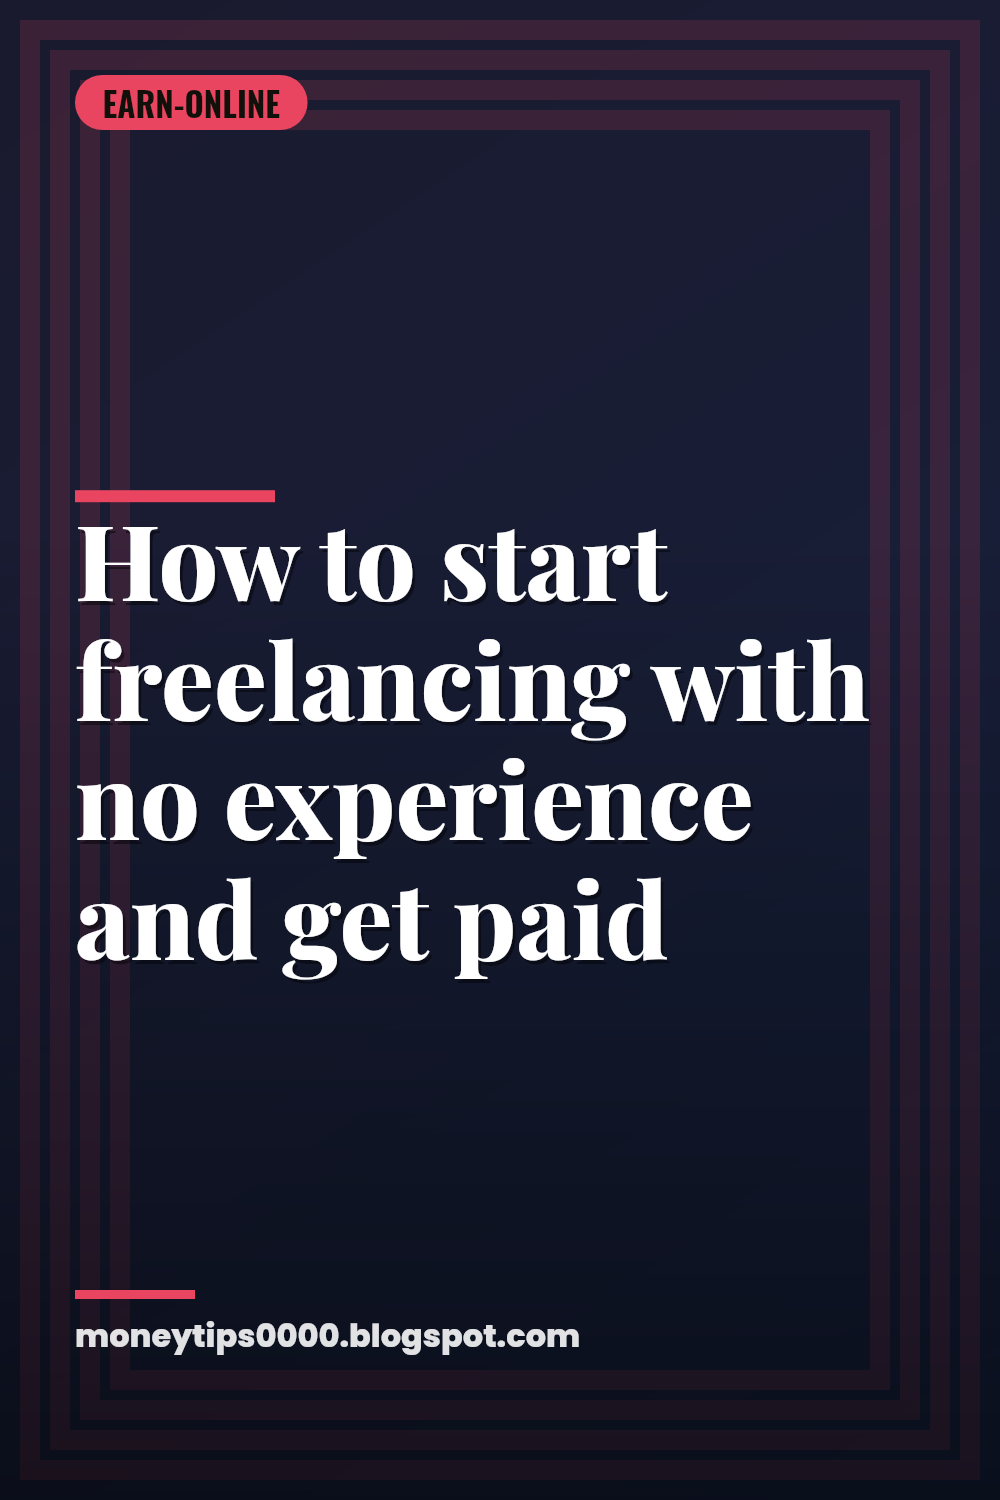 EARN-ONLINE
How to start
freelancing with
no experience
and get paid
moneytips0000.blogspot.com